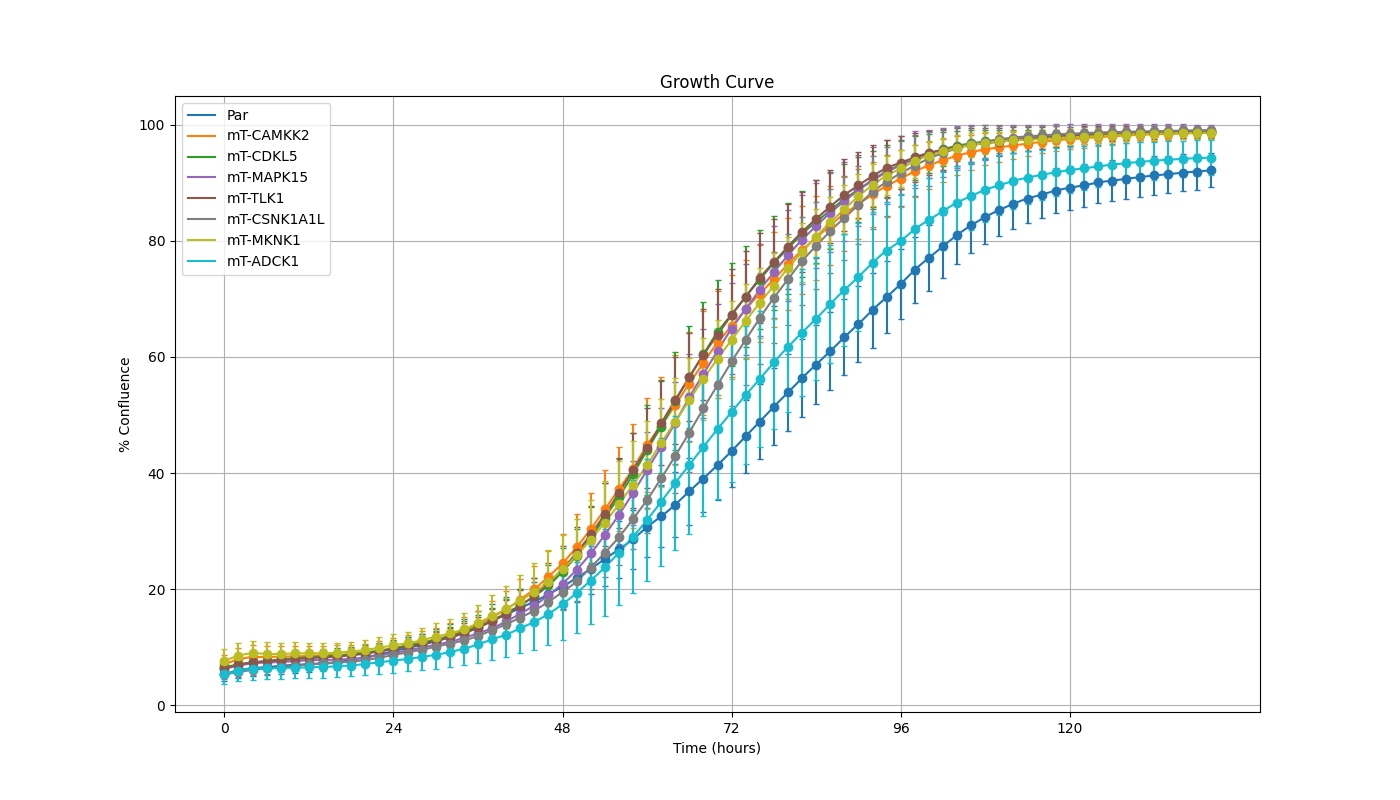 Growth Curve
Par
mT-CAMKK2
mT-CDKL5
mT-MAPK15
mT-TLK1
mT-CSNK1A1L
mT-MKNK1
mT-ADCK1
100
80
60
40
20
0
% Confluence
0 24 48 72 96 120
Time (hours)